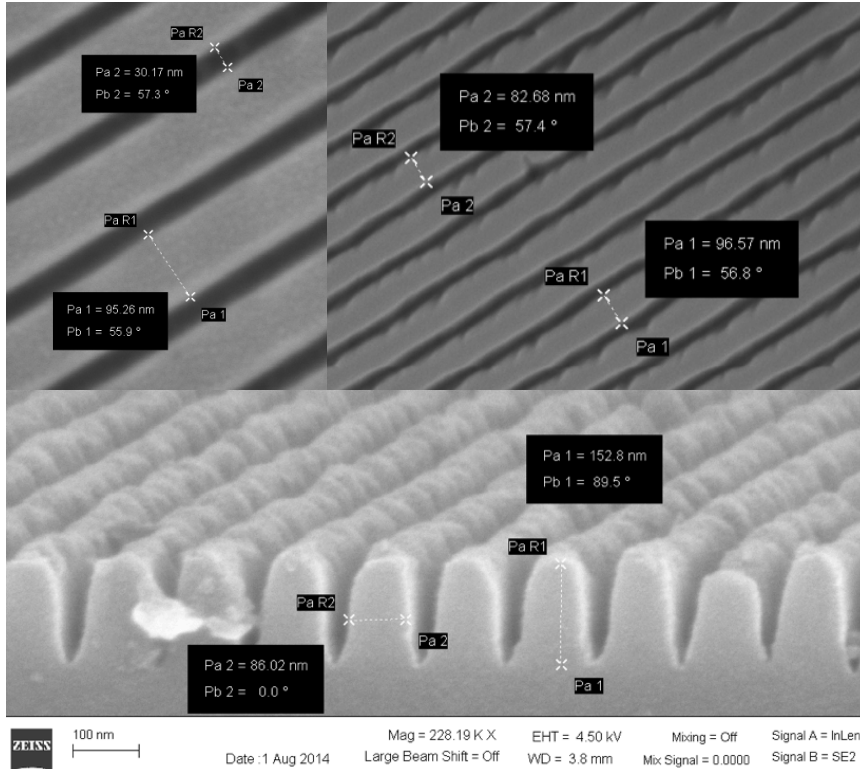 Pa R2
Pa 2 = 30.17 nm
Pb 2 = 57.3 °
Pa 2
Pa R1
Pa 1 = 95.26 nm
Pb 1 = 55.9 °
Pa 1
Pa 2 = 82.68 nm
Pb 2 = 57.4 °
Pa R2
Pa 2
Pa 1 = 96.57 nm
Pb 1 = 56.8 °
Pa R1
Pa 1
Pa 1 = 152.8 nm
Pb 1 = 89.5 °
Pa R1
Pa R2
Pa 2
Pa 1
Pa 2 = 86.02 nm
Pb 2 = 0.0 °
ZEISS
100 nm
Mag = 228.19 K X
EHT = 4.50 kV
Mixing = Off
Signal A = InLen
Date :1 Aug 2014
Large Beam Shift = Off
WD = 3.8 mm
Mix Signal = 0.0000
Signal B = SE2